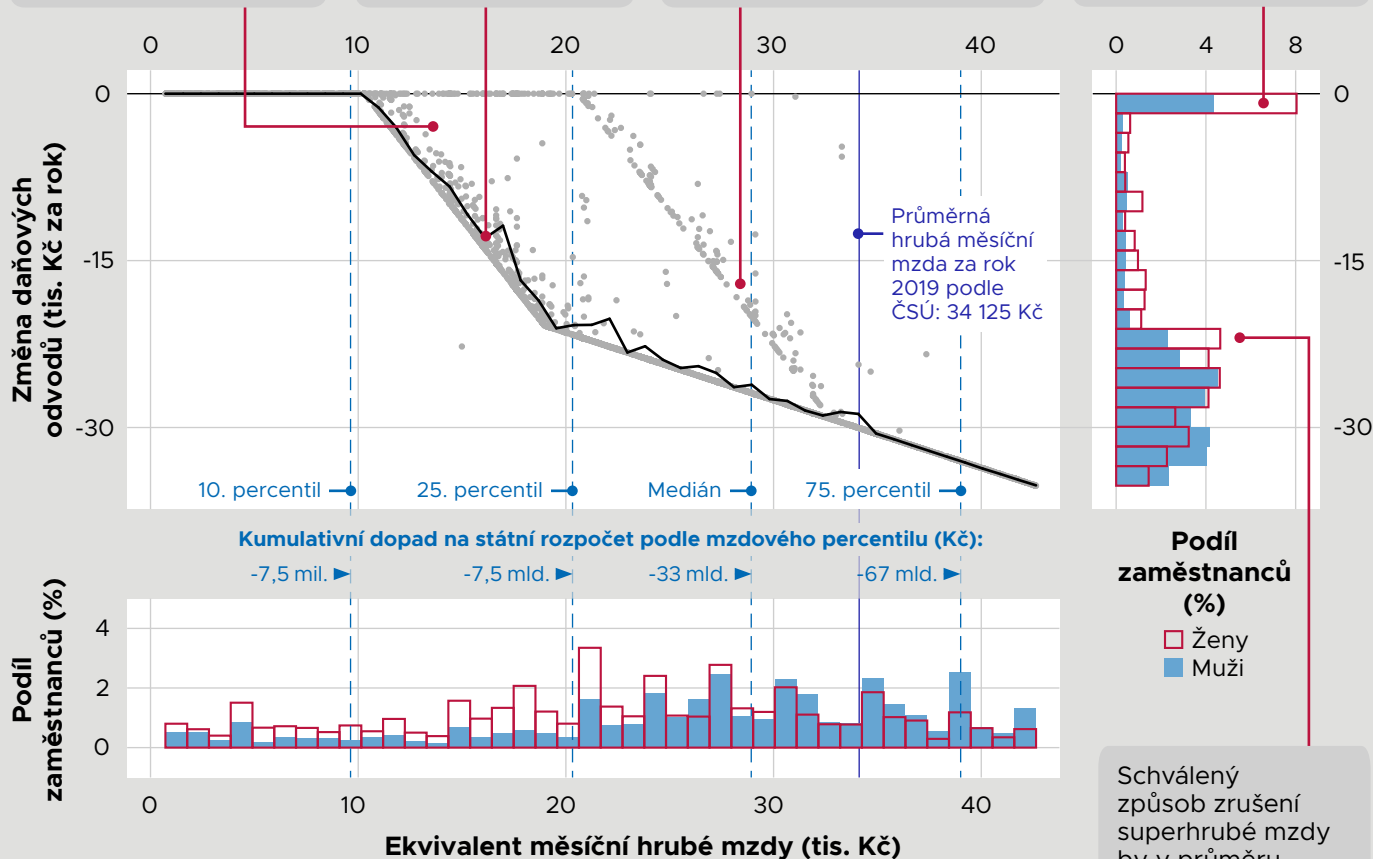 0 10 20 30 40
0 4 8
0
-15
-30
Změna daňových
odvodů (tis. Kč za rok)
Průměrná
hrubá měsíční
mzda za rok
2019 podle
ČSÚ: 34 125 Kč
10. percentil
25. percentil
Medián
75. percentil
0
-15
-30
Kumulativní dopad na státní rozpočet podle mzdového percentilu (Kč):
-7,5 mil.
-7,5 mld.
-33 mld.
-67 mld.
Podíl
zaměstnanců
(%)
Ženy
Muži
Podíl
zaměstnanců (%)
4
2
0
0 10 20 30 40
Ekvivalent měsíční hrubé mzdy (tis. Kč)
Schválený
způsob zrušení
superhrubé mzdy
by v průměru